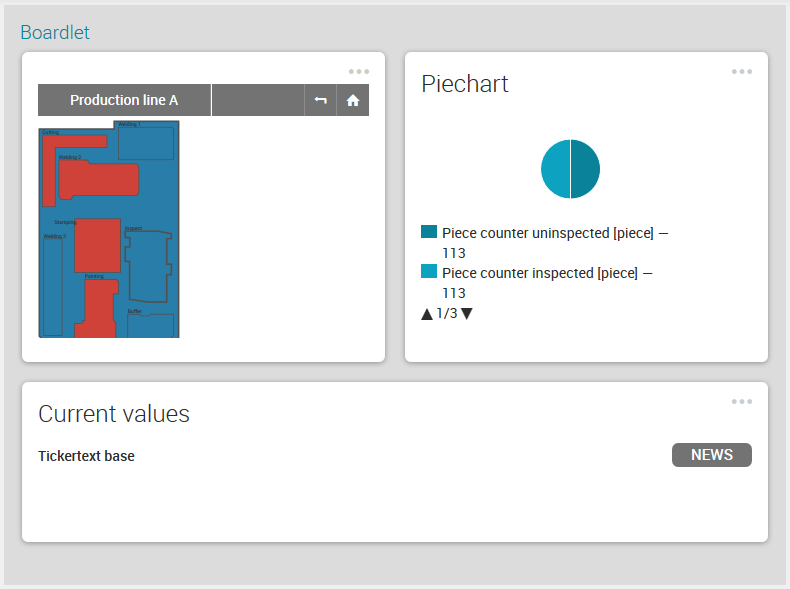 Boardlet
Production line A
Welding 1
Cutting
Welding 2
Stamping
Support
Welding 3
Painting
Buffer
Piechart
Piece counter uninspected [piece] —
113
Piece counter inspected [piece] —
113
▲ 1/3 ▼
Current values
Tickertext base
NEWS